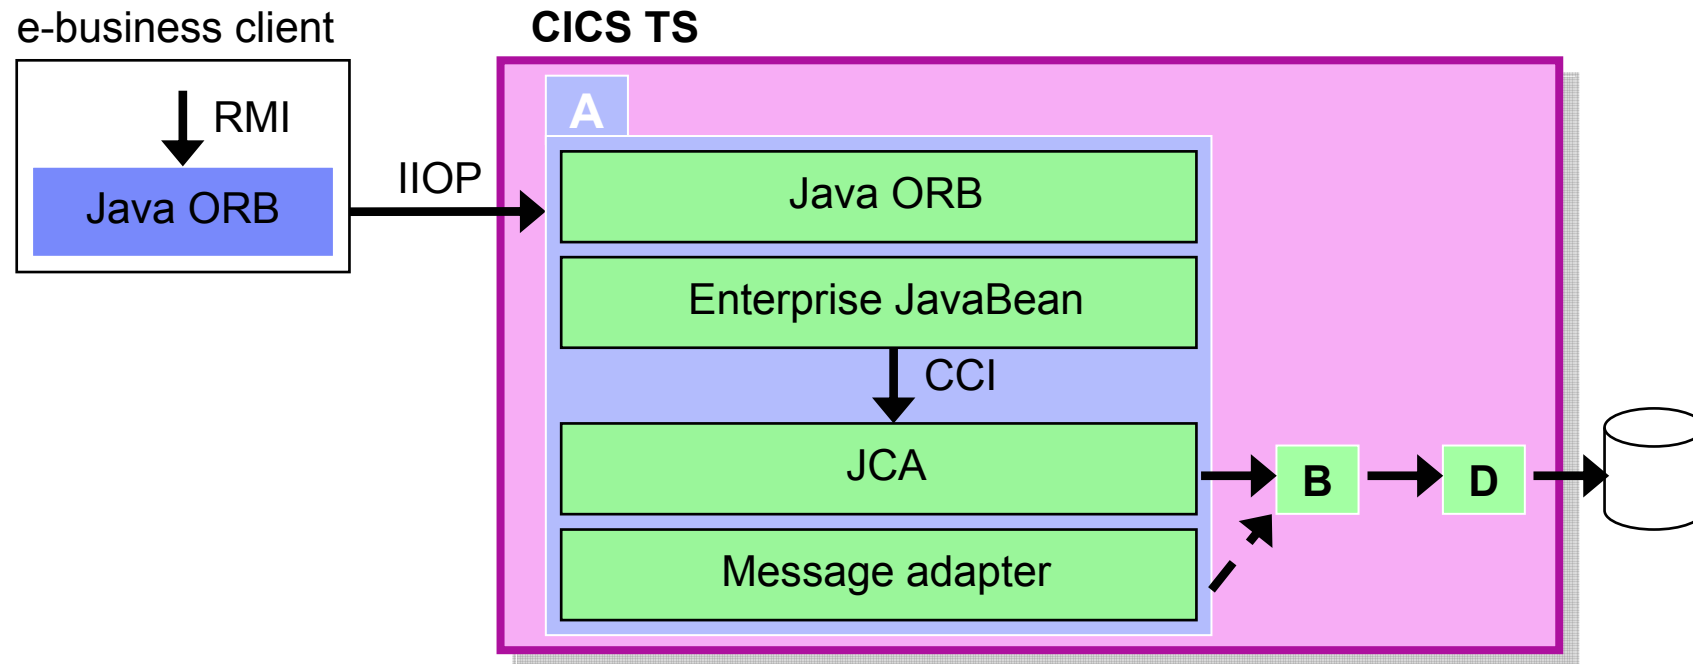 e-business client
CICS TS
RMI
Java ORB
IIOP
A
Java ORB
Enterprise JavaBean
CCI
JCA
B
D
Message adapter